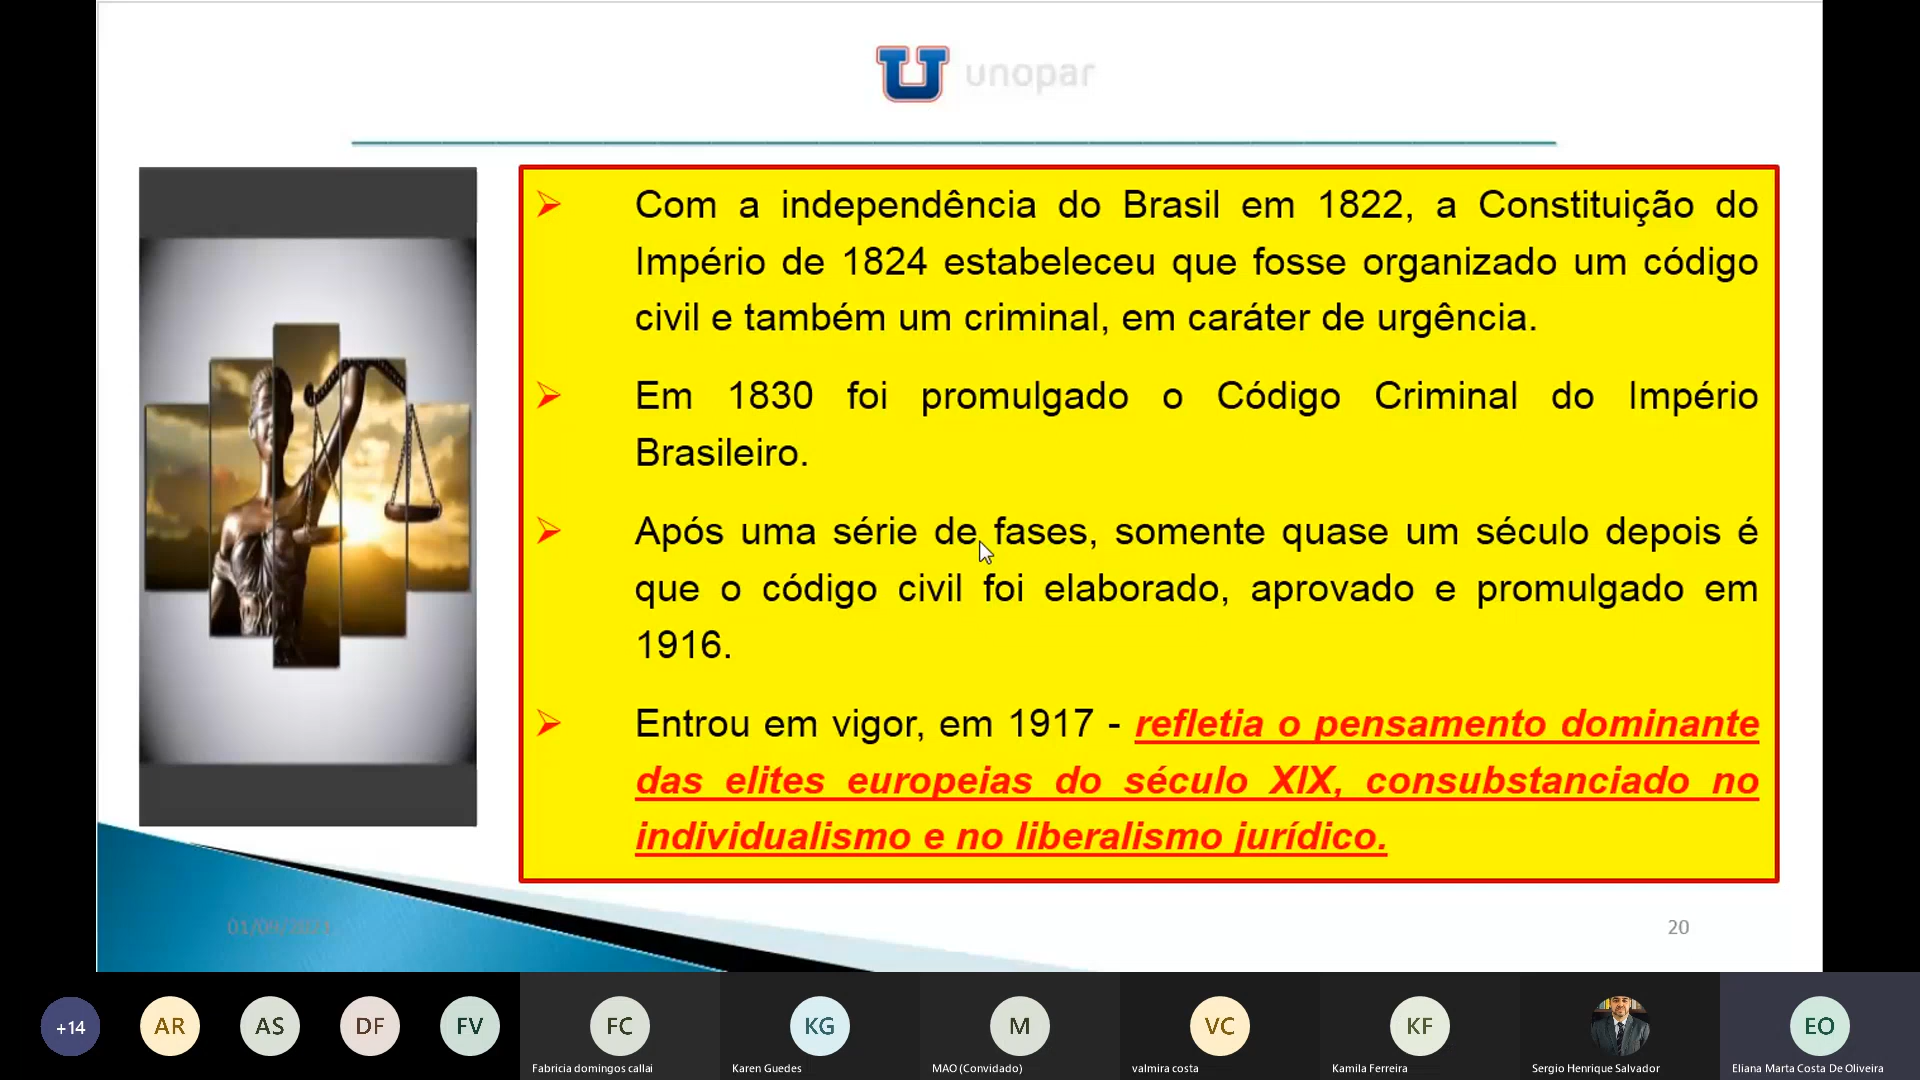 unopar
Com a independência do Brasil em 1822, a Constituição do
Império de 1824 estabeleceu que fosse organizado um código
civil e também um criminal, em caráter de urgência.
Em 1830 foi promulgado o Código Criminal do Império
Brasileiro.
Após uma série de fases, somente quase um século depois é
que o código civil foi elaborado, aprovado e promulgado em
1916.
Entrou em vigor, em 1917 - refletia o pensamento dominante
das elites europeias do século XIX, consubstanciado no
individualismo e no liberalismo jurídico.
20
+14
AR
AS
DF
FV
FC
KG
M
VC
KF
EO
Fabricia domingos callai
Karen Guedes
MAO (Convidado)
valmira costa
Kamila Ferreira
Sergio Henrique Salvador
Eliana Marta Costa De Oliveira